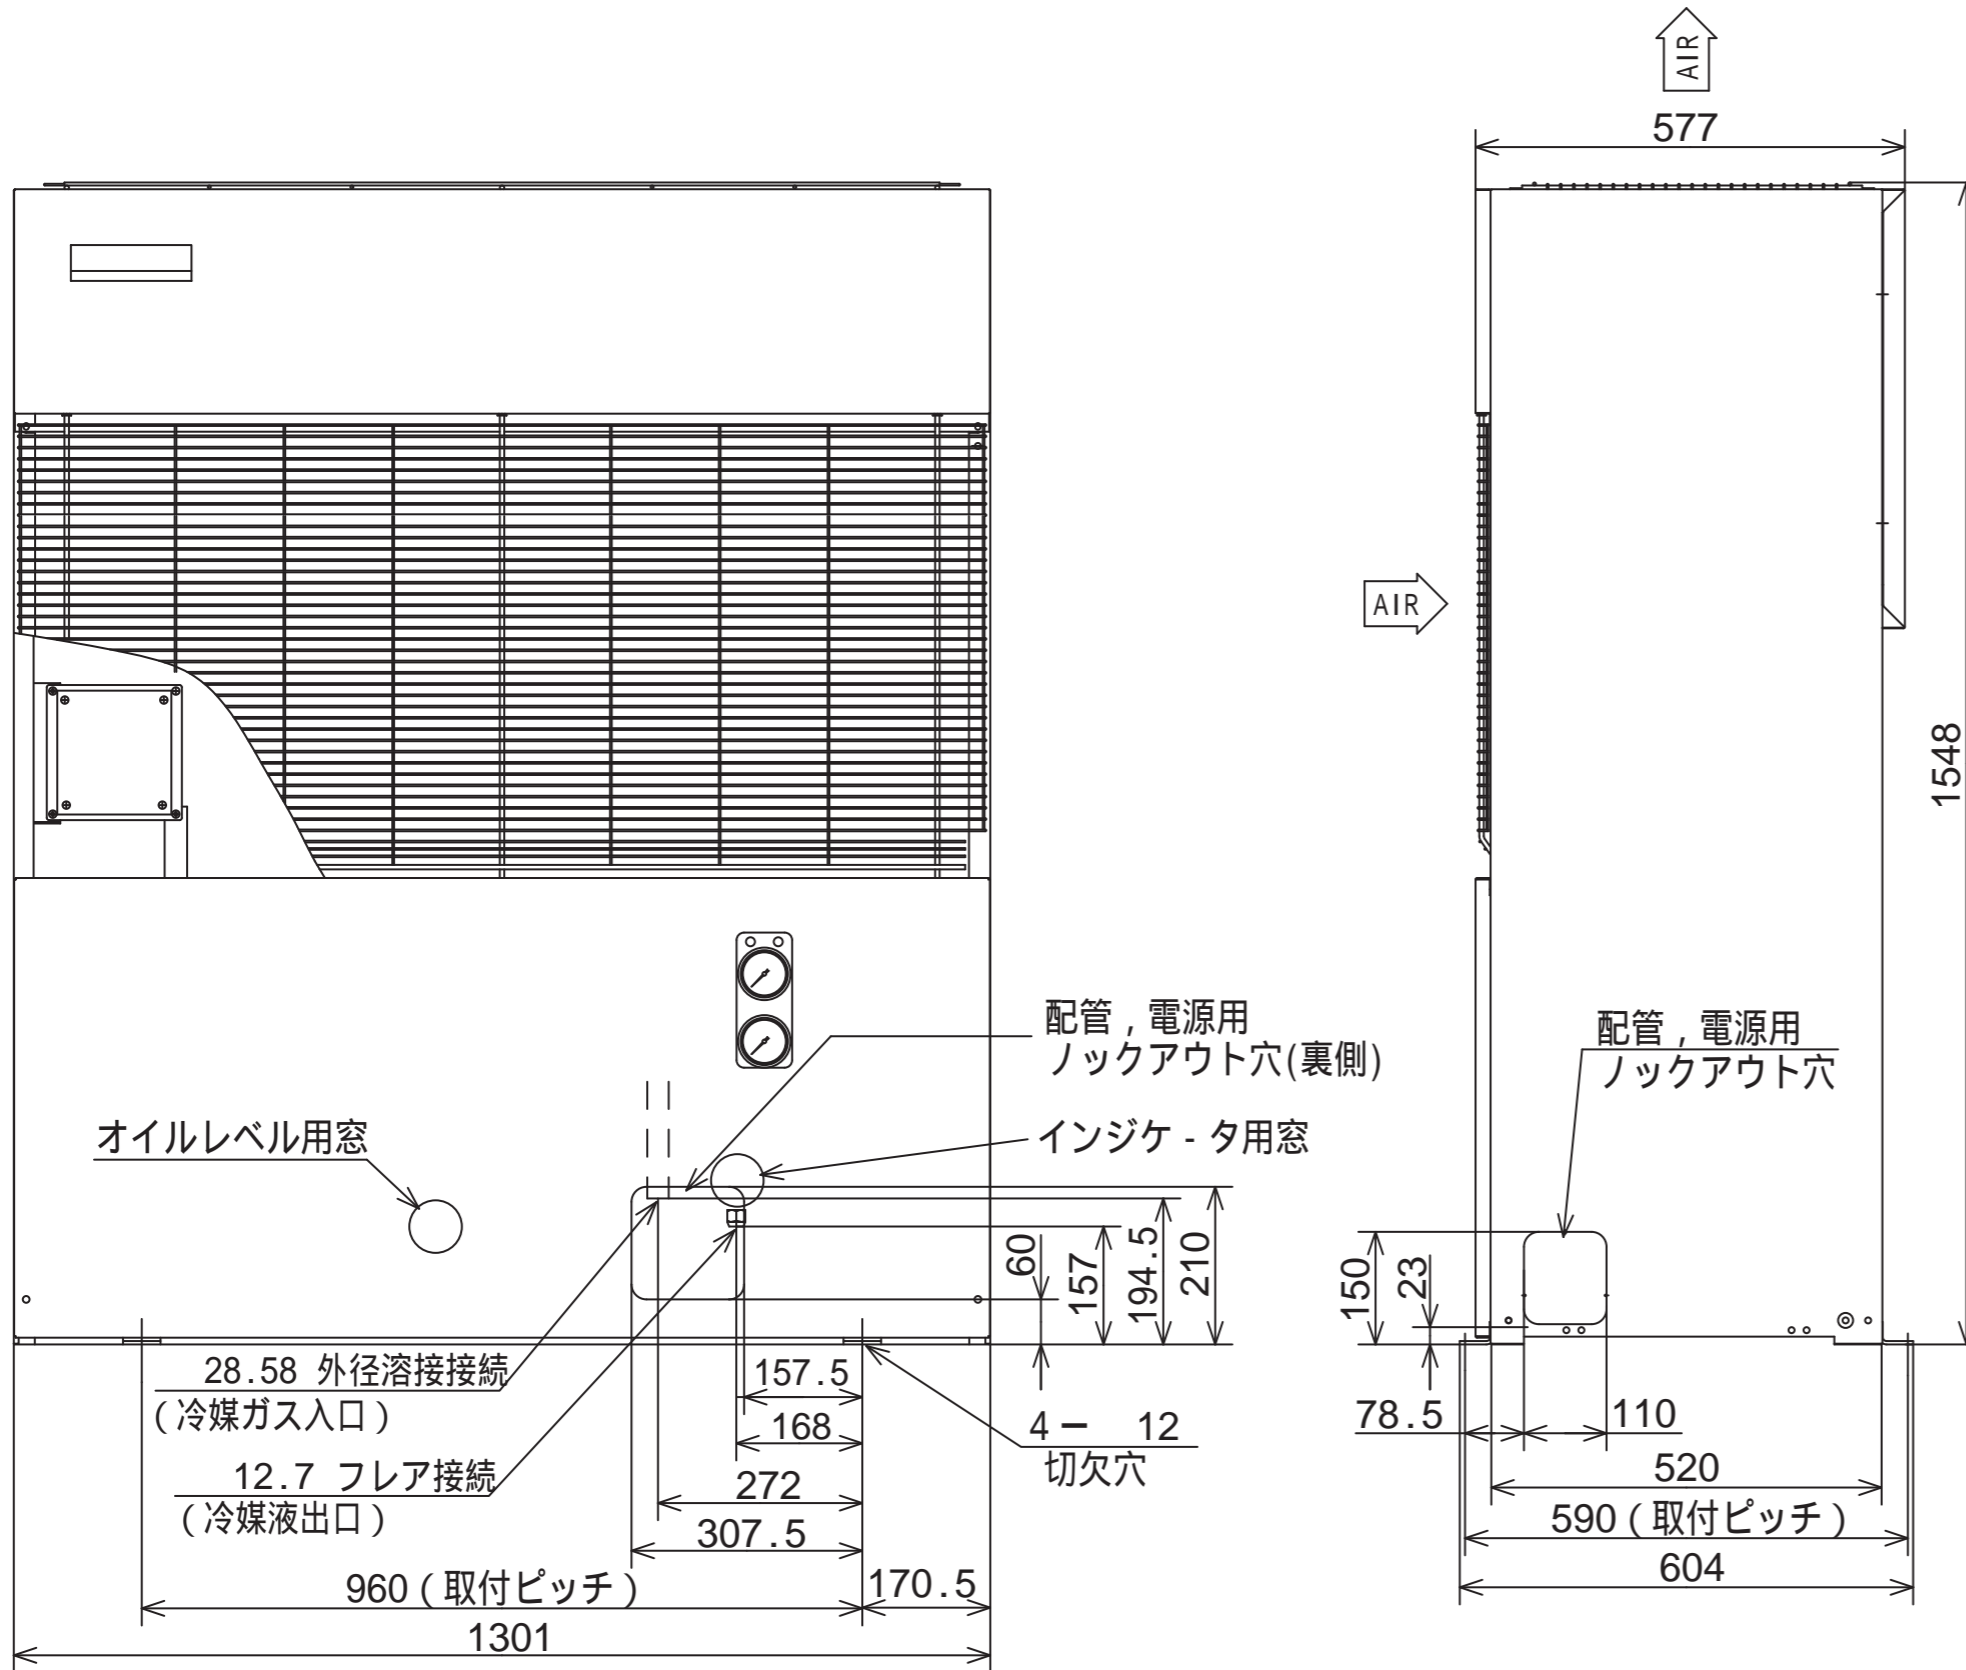 AIR
577
AIR
1548
配管，電源用
ノックアウト穴(裏側)
インジケ-タ用窓
オイルレベル用窓
配管，電源用
ノックアウト穴
60
157
194.5
210
150
23
28.58 外径溶接接続
(冷媒ガス入口)
12.7 フレア接続
(冷媒液出口)
157.5
168
272
307.5
4－ 12
切欠穴
960(取付ピッチ)
170.5
1301
78.5
110
520
590(取付ピッチ)
604